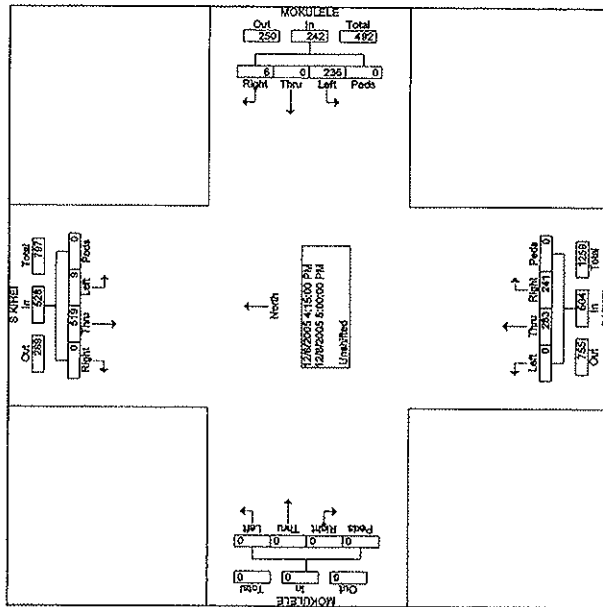 MOKULELE
Out In Total
250 242 492
6 0 236 0
Right Thru Left Peds
S KIHEI
Out In Total
269 528 797
0 519 9 0
Right Thru Left Peds
North
12/8/2005 4:15:00 PM
12/8/2005 5:00:00 PM
Unshifted
Left Thru Right Peds
0 263 241 0
755 504 1259
Out In Total
Left Thru Right Peds
0 0 0 0
0 0 0
Total In Out
MOKULELE